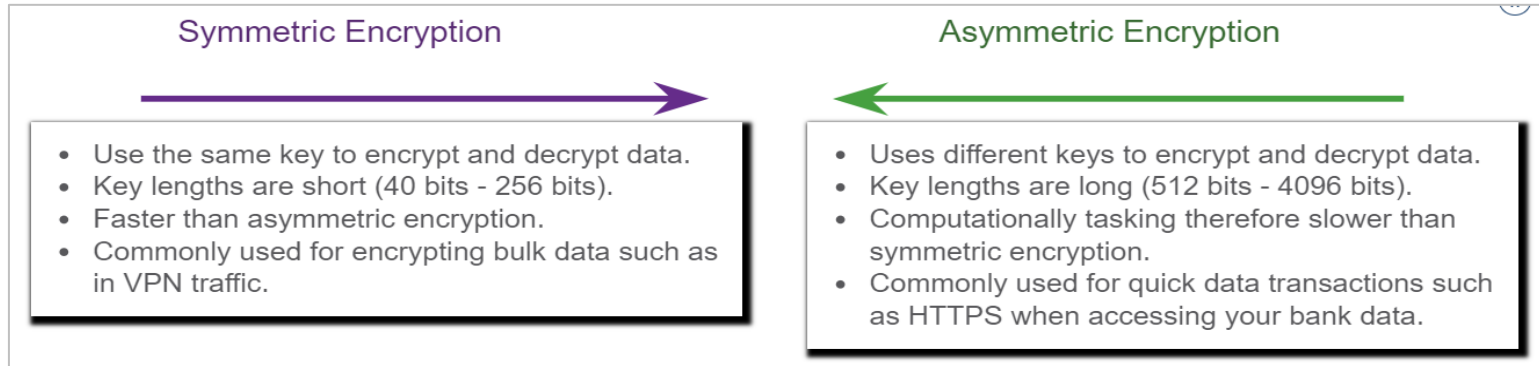 Symmetric Encryption
• Use the same key to encrypt and decrypt data.
• Key lengths are short (40 bits - 256 bits).
• Faster than asymmetric encryption.
• Commonly used for encrypting bulk data such as
in VPN traffic.
Asymmetric Encryption
• Uses different keys to encrypt and decrypt data.
• Key lengths are long (512 bits - 4096 bits).
• Computationally tasking therefore slower than
symmetric encryption.
• Commonly used for quick data transactions such
as HTTPS when accessing your bank data.